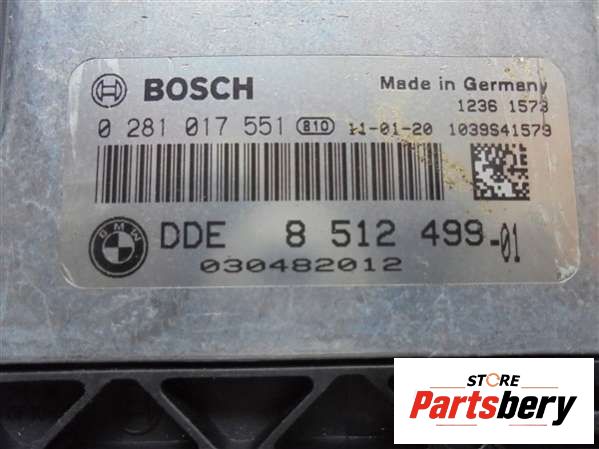 BOSCH
Made in Germany
1236 1573
0 281 017 551 810 11-01-20 1039S41579
BMW
DDE 8 512 499-01
030482012
STORE
Partsbery